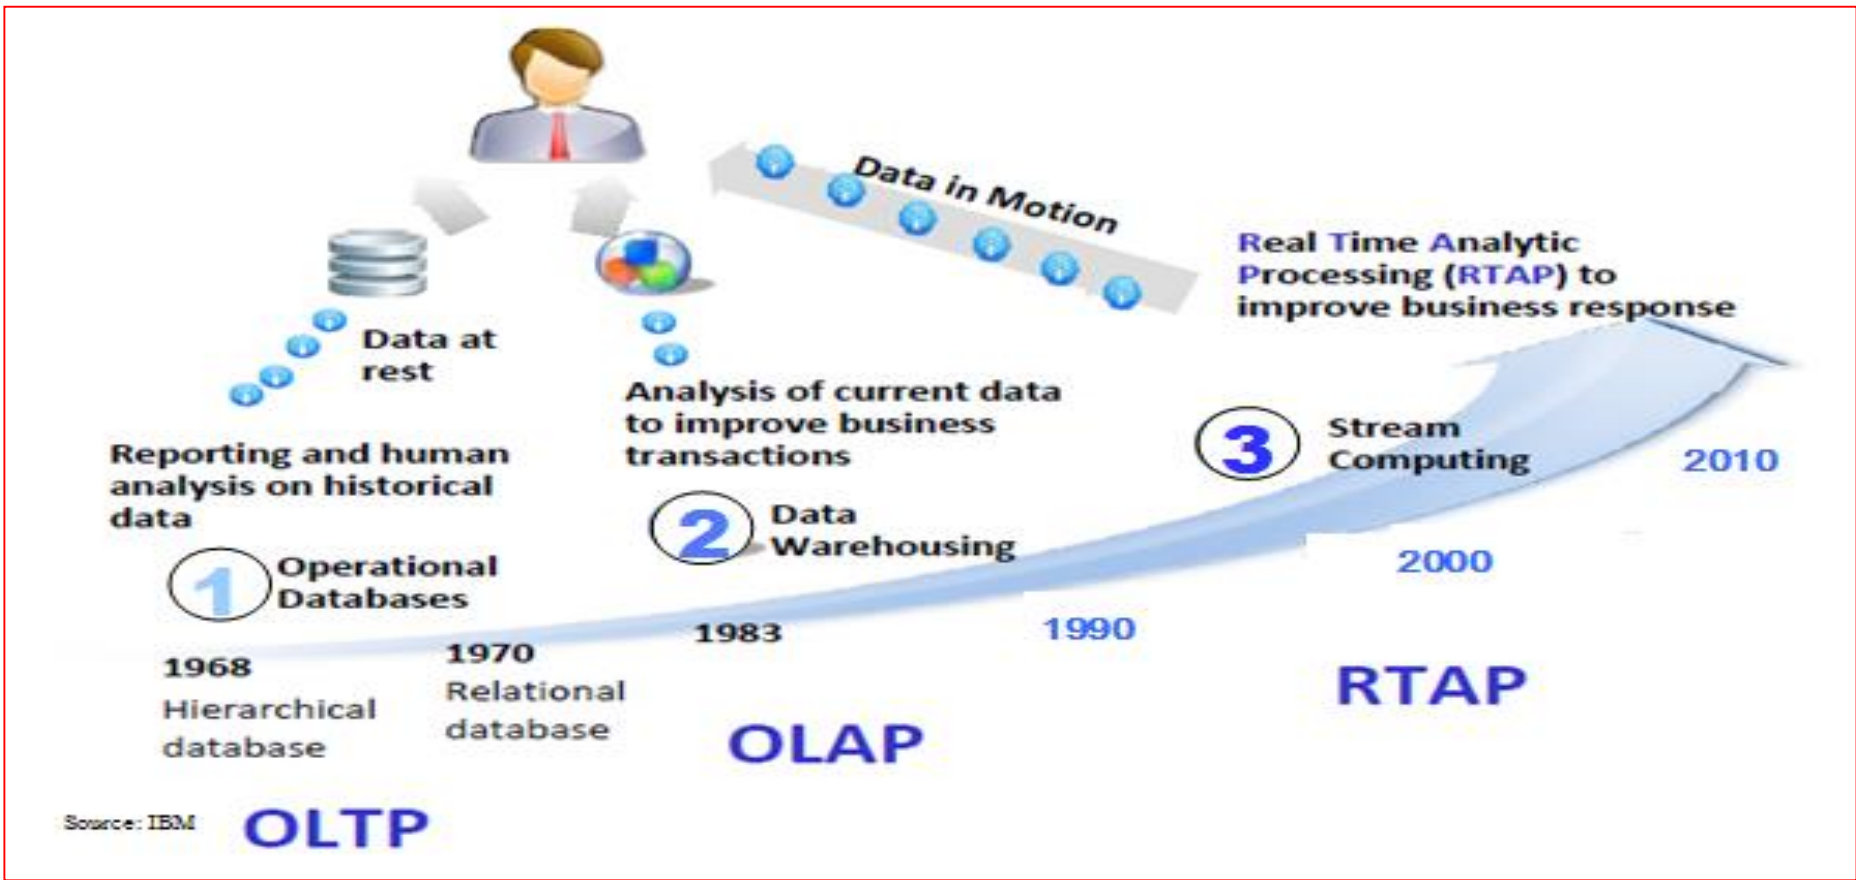 Data in Motion
Real Time Analytic
Processing (RTAP) to
improve business response
Data at
rest
Analysis of current data
to improve business
transactions
Reporting and human
analysis on historical
data
3
Stream
Computing
2010
2
Data
Warehousing
2000
1
Operational
Databases
1968
Hierarchical
database
1970
Relational
database
1983
1990
OLAP
RTAP
Source: IBM
OLTP